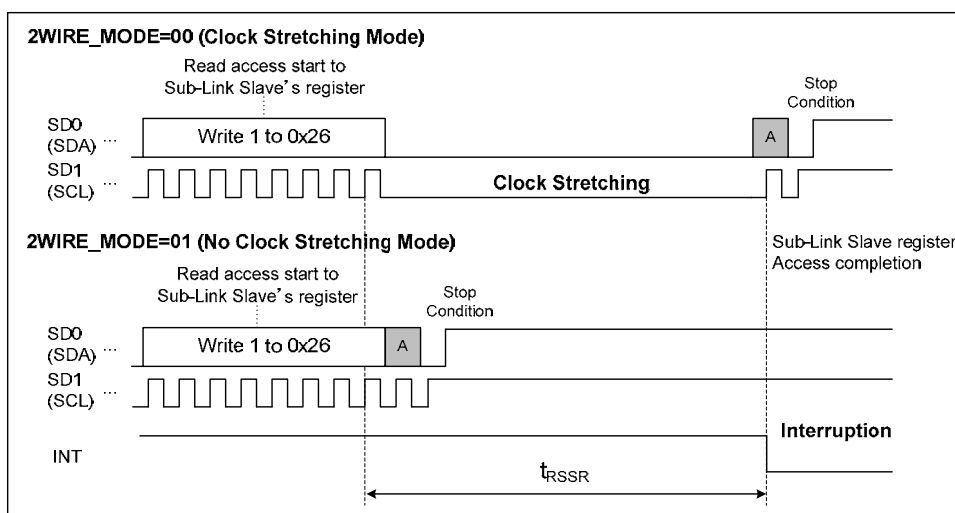 2WIRE_MODE=00 (Clock Stretching Mode)
Read access start to
Sub-Link Slave's register
Stop
Condition
SD0
(SDA) ...
Write 1 to 0x26
A
SD1
(SCL) ...
Clock Stretching
2WIRE_MODE=01 (No Clock Stretching Mode)
Sub-Link Slave register
Access completion
Read access start to
Sub-Link Slave's register
Stop
Condition
SD0
(SDA) ...
Write 1 to 0x26
A
SD1
(SCL) ...
Interruption
INT
tRSSR